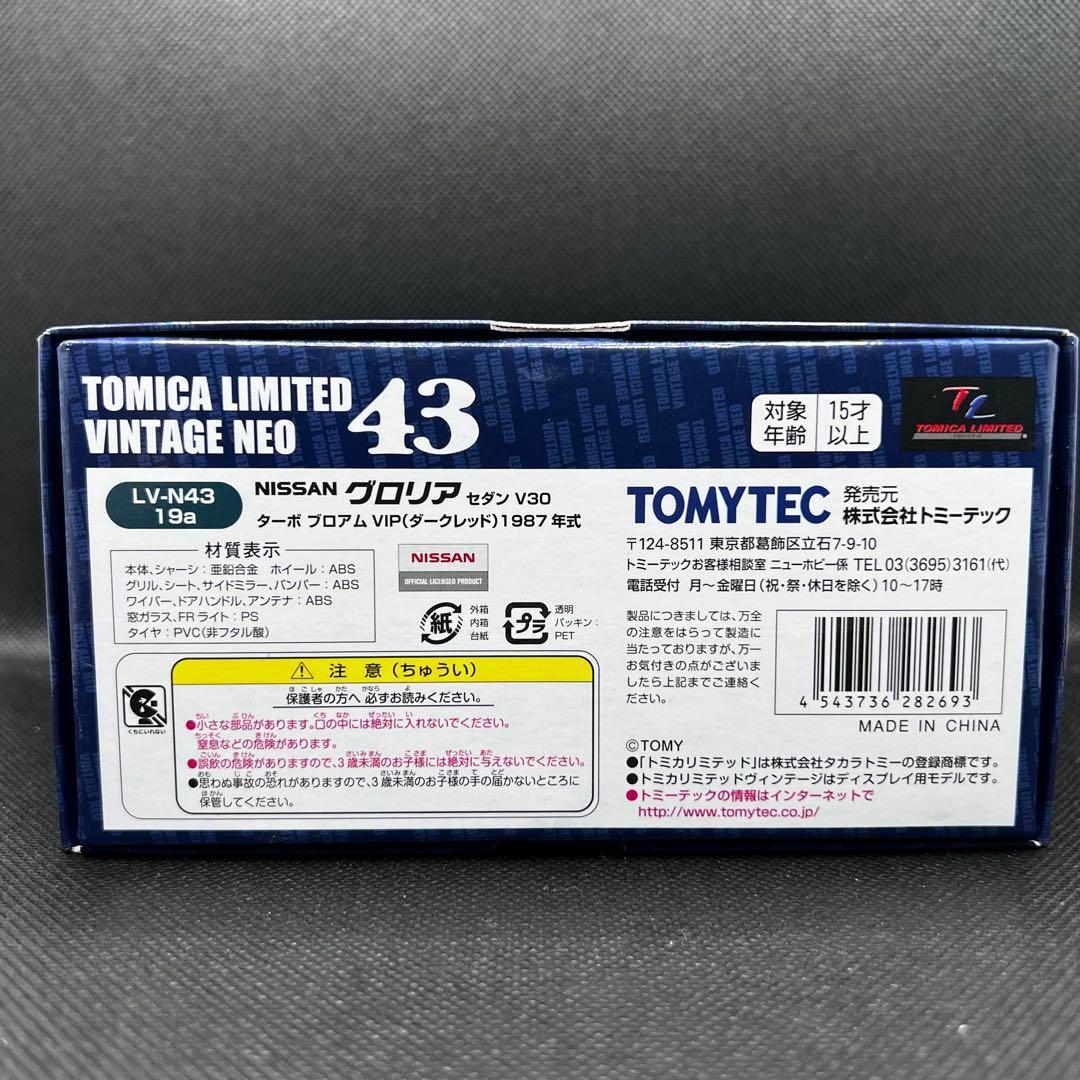 TOMICA LIMITED
VINTAGE NEO
43
対象年齢 15才以上
TL
TOMICA LIMITED
LV-N43
19a
NISSAN グロリア セダン V30
ターボ ブロアム VIP(ダークレッド)1987年式
材質表示
本体、シャーシ:亜鉛合金 ホイール:ABS
グリル、シート、サイドミラー、バンパー:ABS
ワイパー、ドアハンドル、アンテナ:ABS
窓ガラス、FRライト:PS
タイヤ:PVC(非フタル酸)
NISSAN
OFFICIAL LICENSED PRODUCT
紙
外箱
内箱
台紙
プラ
透明
パッキン:
PET
⚠ 注 意(ちゅうい)
保護者の方へ 必ずお読みください。
くちにいれない
●小さな部品があります。口の中には絶対に入れないでください。
窒息などの危険があります。
●誤飲の危険がありますので、3歳未満のお子様には絶対に与えないでください。
●思わぬ事故の恐れがありますので、3歳未満のお子様の手の届かないところに
保管してください。
TOMYTEC
発売元
株式会社トミーテック
〒124-8511 東京都葛飾区立石7-9-10
トミーテックお客様相談室 ニューホビー係 TEL 03(3695)3161(代)
電話受付 月〜金曜日(祝・祭・休日を除く)10〜17時
製品につきましては、万全
の注意をはらって製造に
当たっておりますが、万一
お気付きの点がございま
したら上記までご連絡く
ださい。
4 543736 282693
MADE IN CHINA
©TOMY
●「トミカリミテッド」は株式会社タカラトミーの登録商標です。
●トミカリミテッドヴィンテージはディスプレイ用モデルです。
●トミーテックの情報はインターネットで
http://www.tomytec.co.jp/